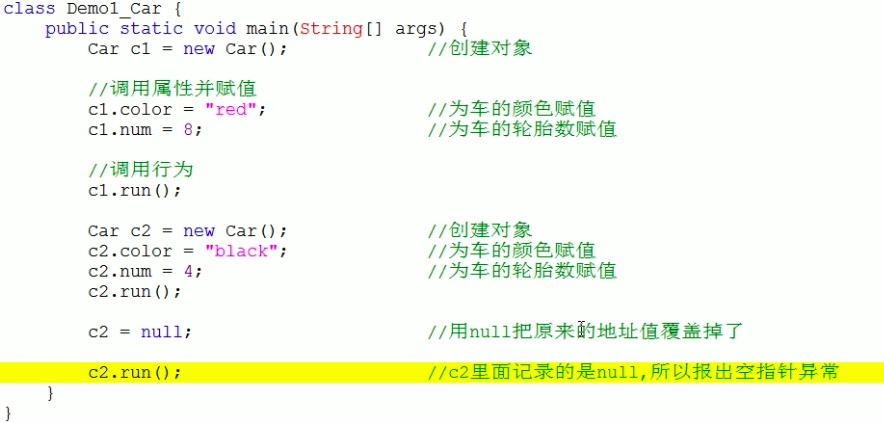 class Demo1_Car {
    public static void main(String[] args) {
        Car c1 = new Car();             //创建对象
        //调用属性并赋值
        c1.color = "red";               //为车的颜色赋值
        c1.num = 8;                     //为车的轮胎数赋值
        //调用行为
        c1.run();
        Car c2 = new Car();             //创建对象
        c2.color = "black";             //为车的颜色赋值
        c2.num = 4;                     //为车的轮胎数赋值
        c2.run();
        c2 = null;                      //用null把原来的地址值覆盖掉了
        c2.run();                       //c2里面记录的是null,所以报出空指针异常
    }
}